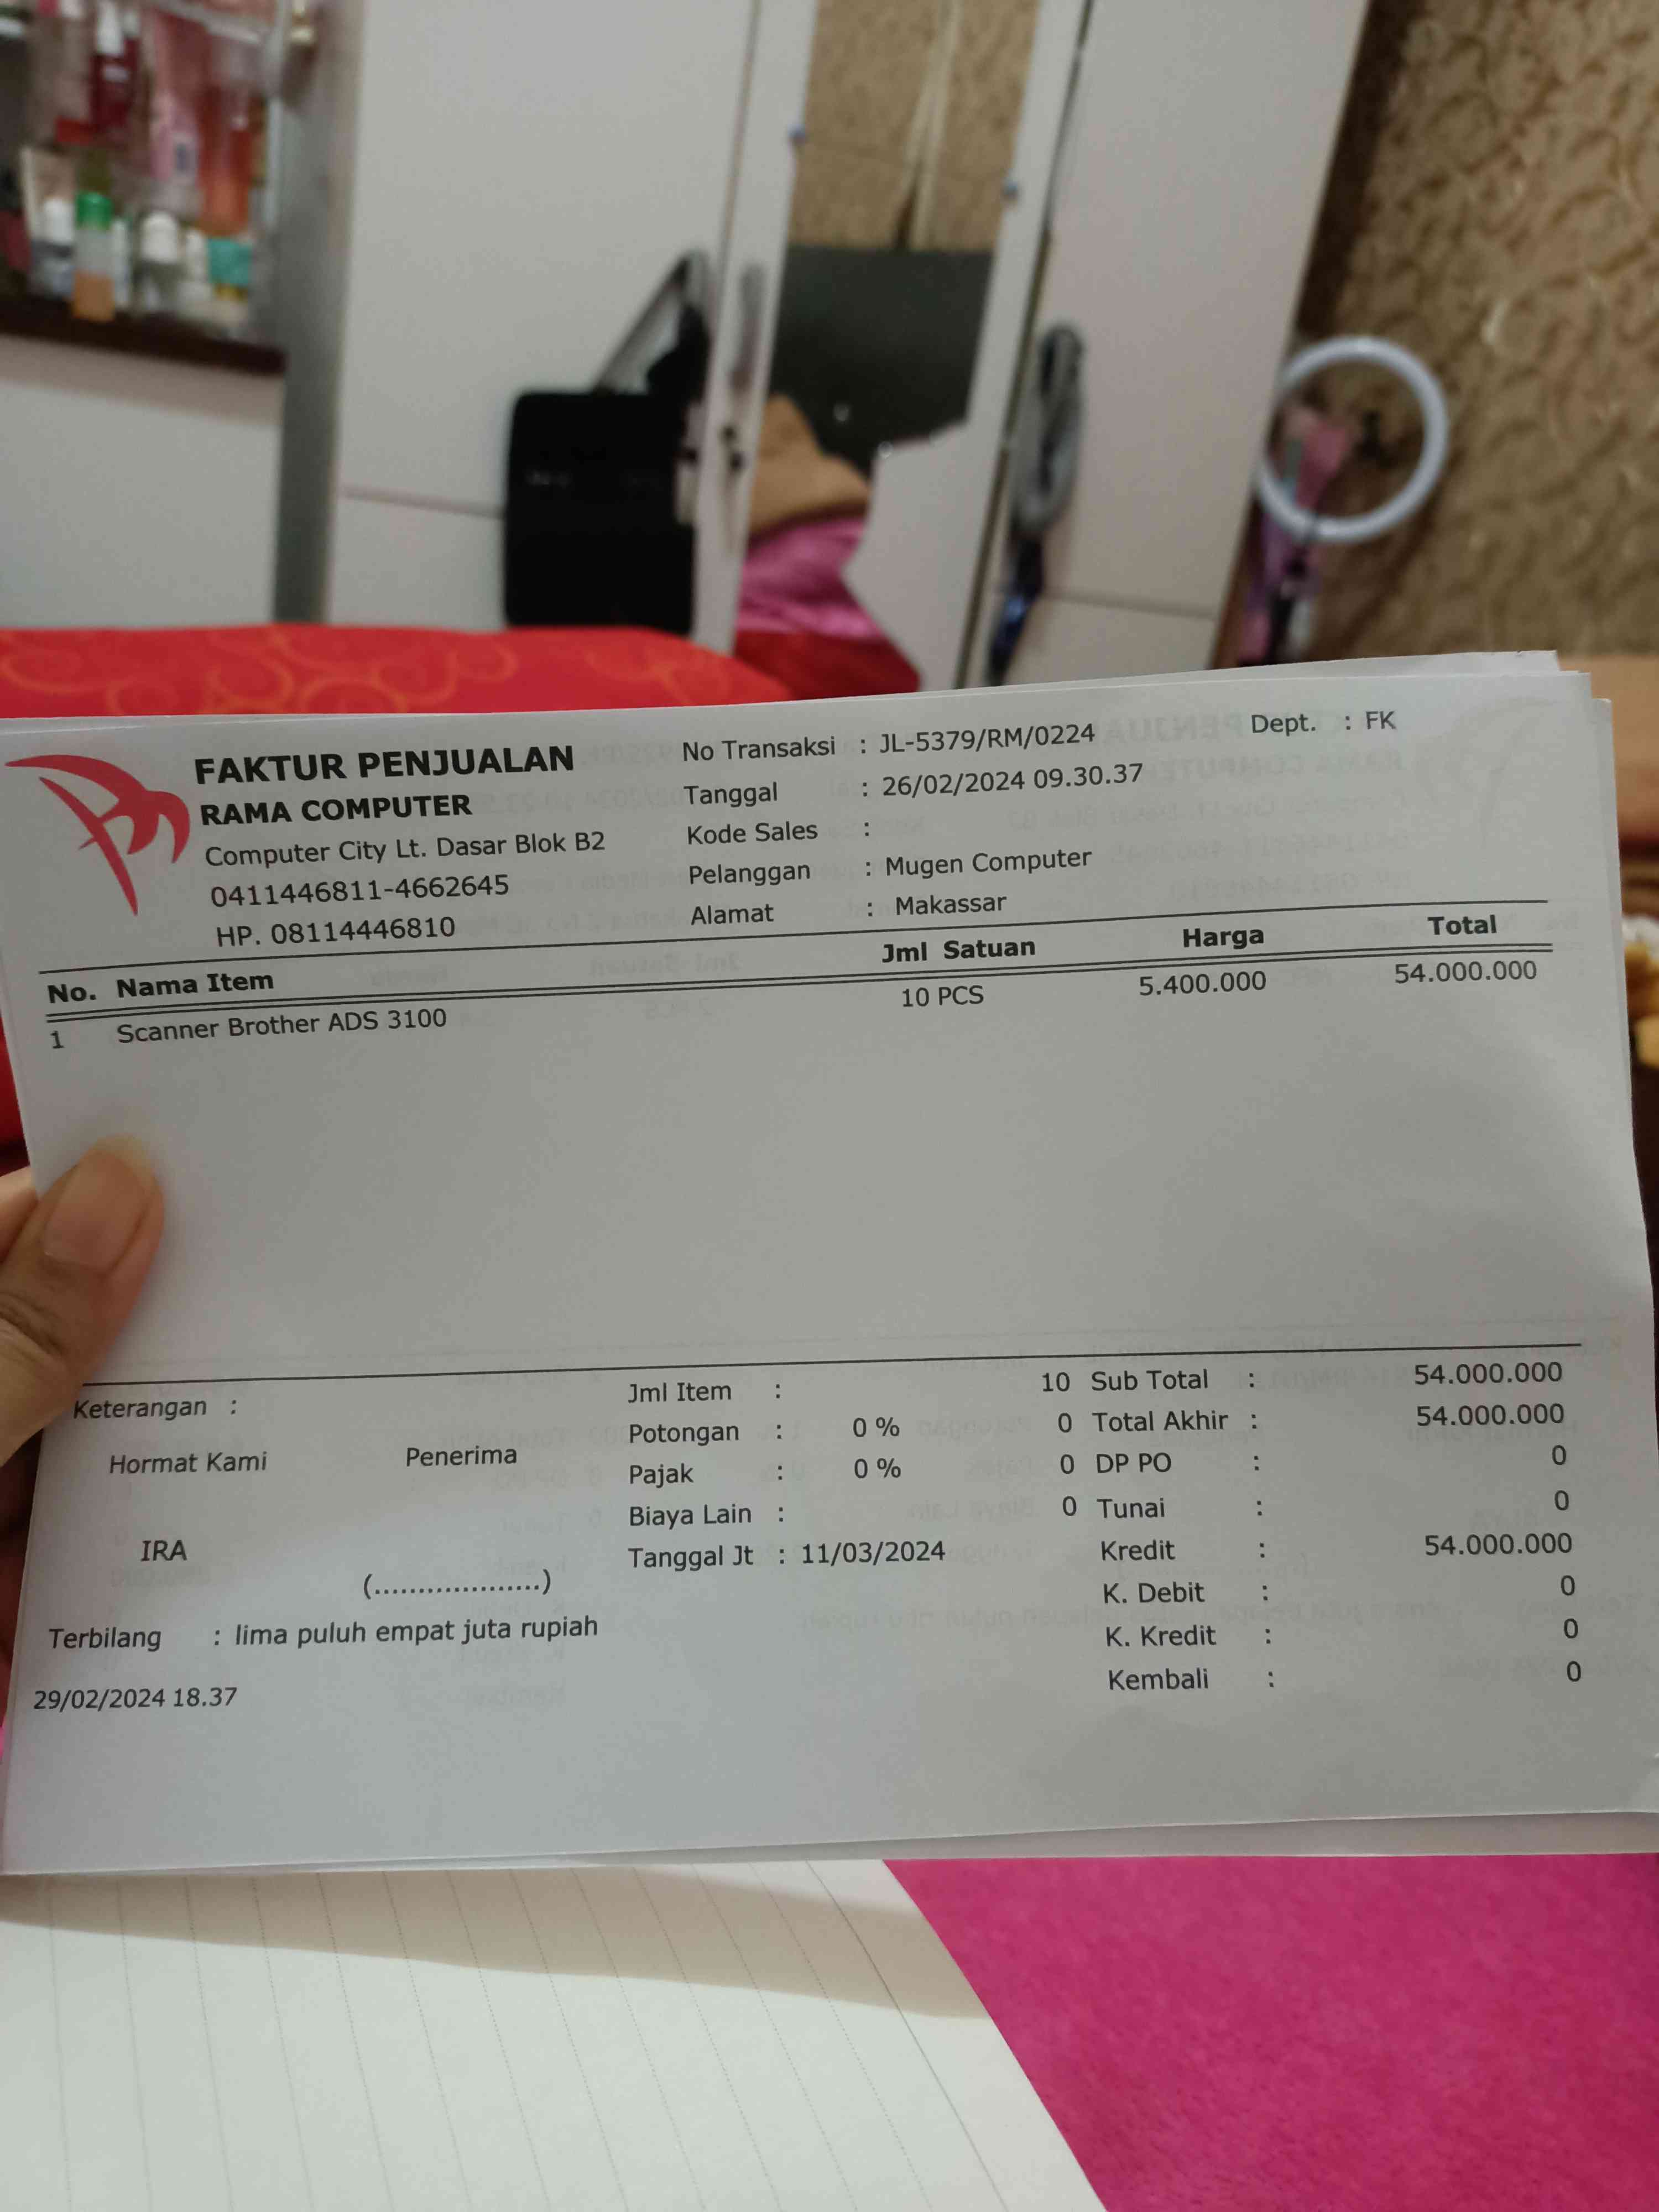 FAKTUR PENJUALAN
RAMA COMPUTER
Computer City Lt. Dasar Blok B2
0411446811-4662645
HP. 08114446810
No Transaksi : JL-5379/RM/0224
Dept. : FK
Tanggal : 26/02/2024 09.30.37
Kode Sales :
Pelanggan : Mugen Computer
Alamat : Makassar
No. Nama Item Jml Satuan Harga Total
1 Scanner Brother ADS 3100 10 PCS 5.400.000 54.000.000
Keterangan :
Hormat Kami Penerima
IRA
(...................)
Jml Item : 10
Potongan : 0 % 0
Pajak : 0 % 0
Biaya Lain : 0
Tanggal Jt : 11/03/2024
Sub Total : 54.000.000
Total Akhir : 54.000.000
DP PO : 0
Tunai : 0
Kredit : 54.000.000
K. Debit : 0
K. Kredit : 0
Kembali : 0
Terbilang : lima puluh empat juta rupiah
29/02/2024 18.37